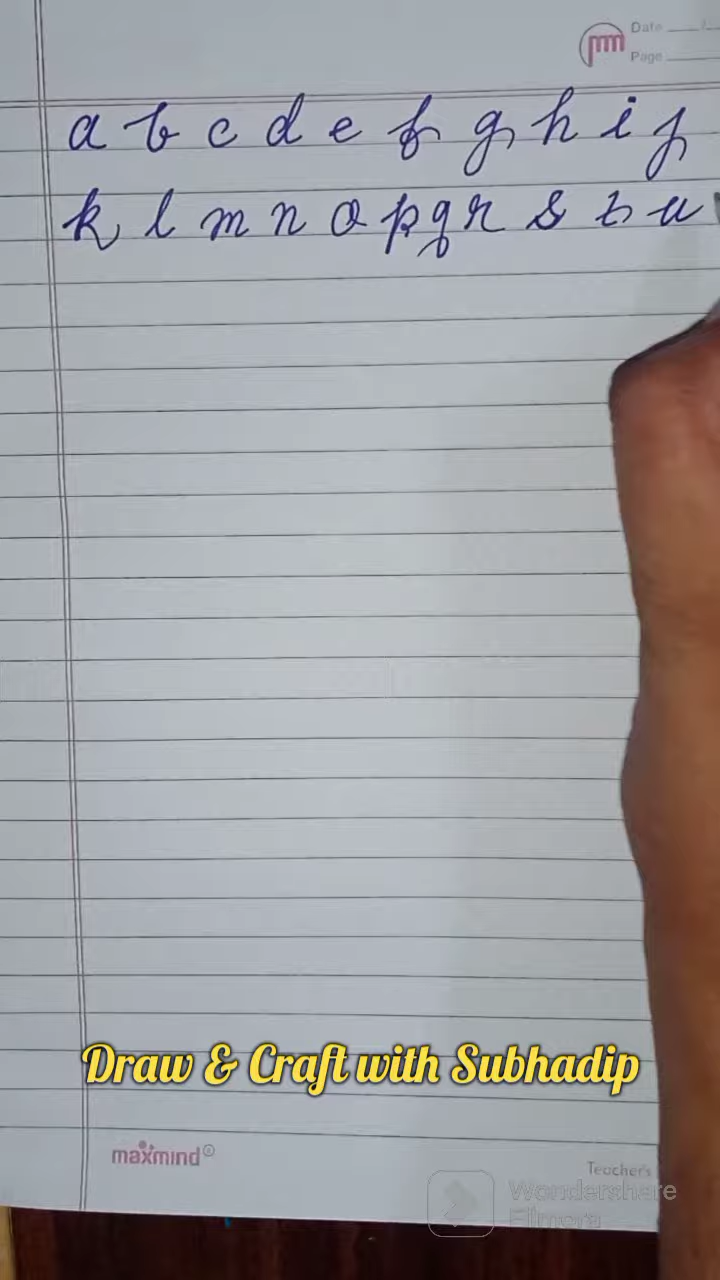 Date
Page
a b c d e f g h i j
k l m n o p q r s t u
Draw & Craft with Subhadip
maxmind
Teacher's
Wondershare
Filmora